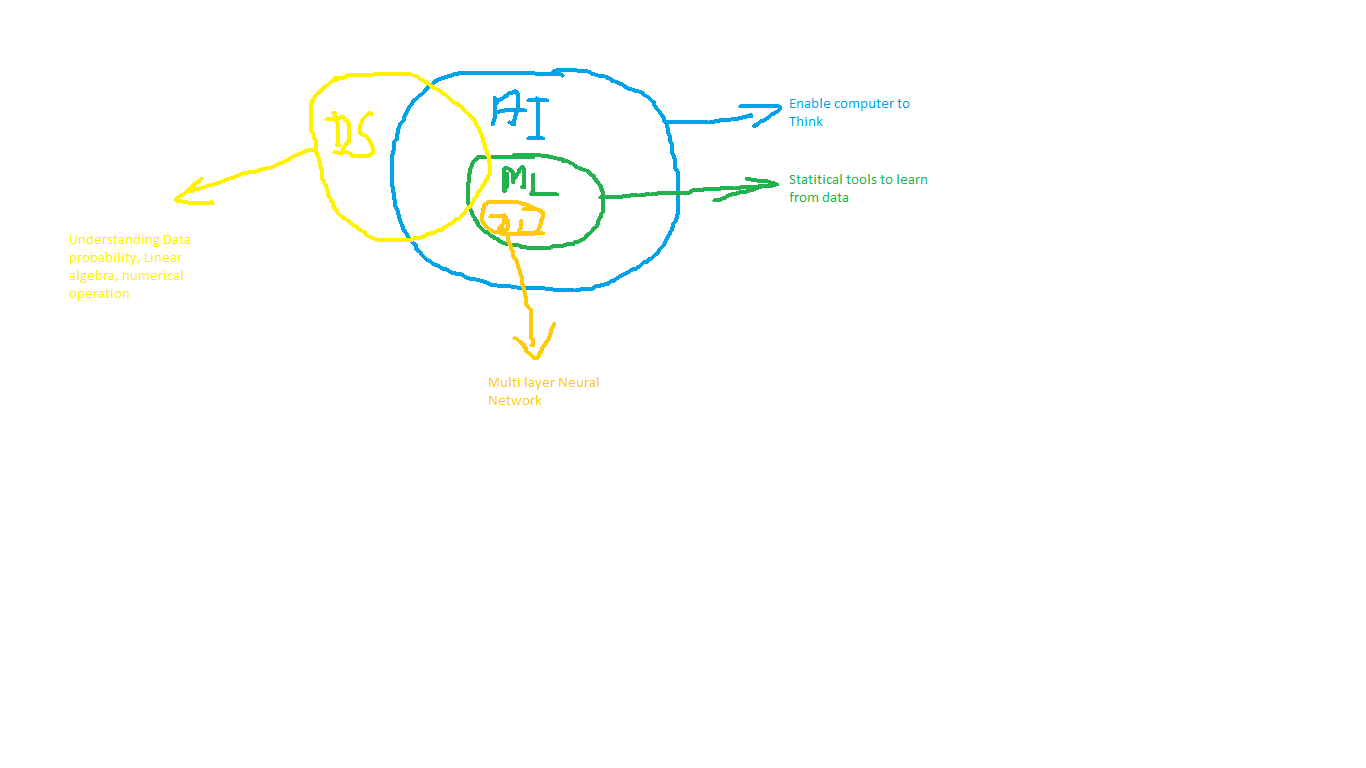 AI
Enable computer to
Think
DS
ML
Statitical tools to learn
from data
DL
Understanding Data
probability, Linear
algebra, numerical
operation
Multi layer Neural
Network